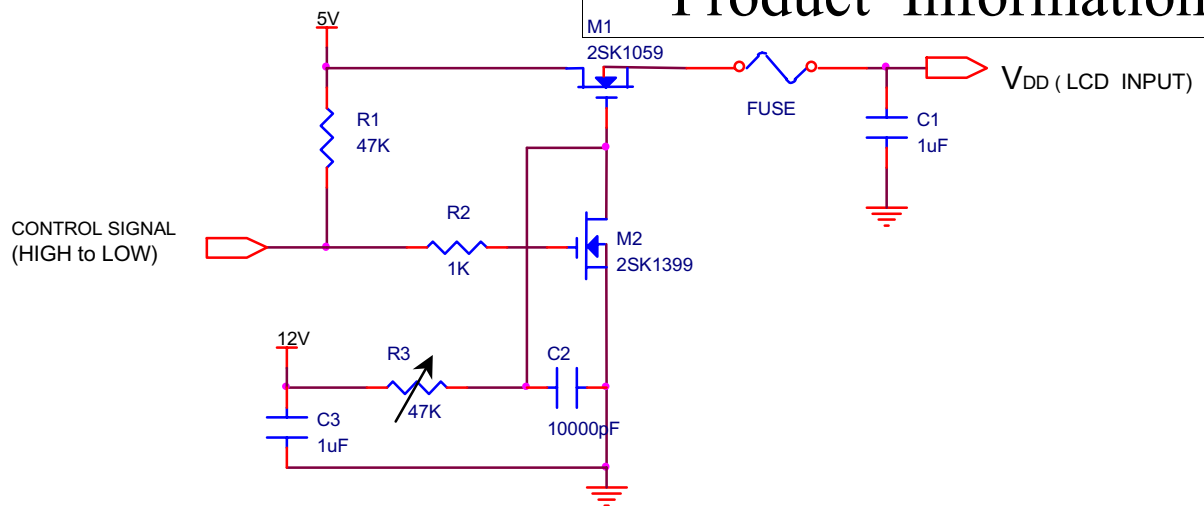 Product Information
5V
M1
2SK1059
VDD ( LCD INPUT)
FUSE
R1
47K
C1
1uF
CONTROL SIGNAL
(HIGH to LOW)
R2
1K
M2
2SK1399
12V
R3
47K
C2
10000pF
C3
1uF